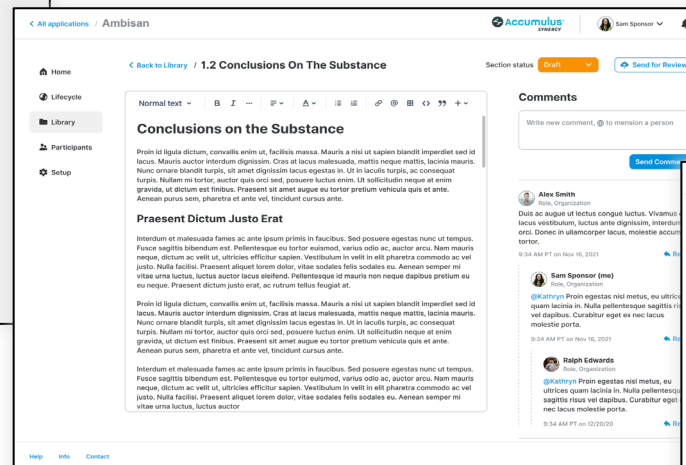 All applications / Ambisan
Accumulus
SYNERGY
Sam Sponsor
Home
Lifecycle
Library
Participants
Setup
Back to Library / 1.2 Conclusions On The Substance
Section status Draft
Send for Review
Normal text B I
Conclusions on the Substance
Proin id ligula dictum, convallis enim ut, facilisis massa. Mauris a nisi ut sapien blandit imperdiet sed id
lacus. Mauris auctor interdum dignissim. Cras at lacus malesuada, mattis neque mattis, lacinia mauris.
Nunc ornare blandit turpis, sit amet dignissim lacus egestas in. Ut in iaculis turpis, ac consequat
turpis. Nullam mi tortor, auctor quis orci sed, posuere luctus enim. Ut sollicitudin neque at enim
gravida, ut dictum est finibus. Praesent sit amet augue eu tortor pretium vehicula quis et ante.
Aenean purus sem, pharetra et ante vel, tincidunt cursus ante.
Praesent Dictum Justo Erat
Interdum et malesuada fames ac ante ipsum primis in faucibus. Sed posuere egestas nunc ut tempus.
Fusce sagittis bibendum est. Pellentesque eu tortor euismod, varius odio ac, auctor arcu. Nam mauris
neque, dictum ac velit ut, ultricies efficitur sapien. Vestibulum in velit in elit pharetra commodo ac vel
justo. Nulla facilisi. Praesent aliquet lorem dolor, vitae sodales felis sodales eu. Aenean semper mi
vitae urna luctus, luctus auctor lacus eleifend. Pellentesque id mauris non neque dapibus pretium eu
eu neque. Praesent dictum justo erat, ac rutrum tellus feugiat at.
Proin id ligula dictum, convallis enim ut, facilisis massa. Mauris a nisi ut sapien blandit imperdiet sed id
lacus. Mauris auctor interdum dignissim. Cras at lacus malesuada, mattis neque mattis, lacinia mauris.
Nunc ornare blandit turpis, sit amet dignissim lacus egestas in. Ut in iaculis turpis, ac consequat
turpis. Nullam mi tortor, auctor quis orci sed, posuere luctus enim. Ut sollicitudin neque at enim
gravida, ut dictum est finibus. Praesent sit amet augue eu tortor pretium vehicula quis et ante.
Aenean purus sem, pharetra et ante vel, tincidunt cursus ante.
Interdum et malesuada fames ac ante ipsum primis in faucibus. Sed posuere egestas nunc ut tempus.
Fusce sagittis bibendum est. Pellentesque eu tortor euismod, varius odio ac, auctor arcu. Nam mauris
neque, dictum ac velit ut, ultricies efficitur sapien. Vestibulum in velit in elit pharetra commodo ac vel
justo. Nulla facilisi. Praesent aliquet lorem dolor, vitae sodales felis sodales eu. Aenean semper mi
vitae urna luctus, luctus auctor
Comments
Write new comment, @ to mension a person
Send
Alex Smith
Role, Organization
Duis ac augue ut lectus congue luctus. Vivamus
lacus vestibulum, luctus ante dignissim, interdum
orci. Donec in ullamcorper lacus, molestie
tortor.
9:34 AM PT on Nov 16, 2021
Sam Sponsor (me)
Role, Organization
@Kathryn Proin egestas nisl metus, eu
quam lacinia in. Nulla pellentesque sagittis
vel dapibus. Curabitur eget ex nec lacus
molestie porta.
9:34 AM PT on Nov 16, 2021
Ralph Edwards
Role, Organization
@Kathryn Proin egestas nisl metus, eu
ultrices quam lacinia in. Nulla
sagittis risus vel dapibus. Curabitur eget
nec lacus molestie porta.
9:34 AM PT on 12/20/20
Help Info Contact